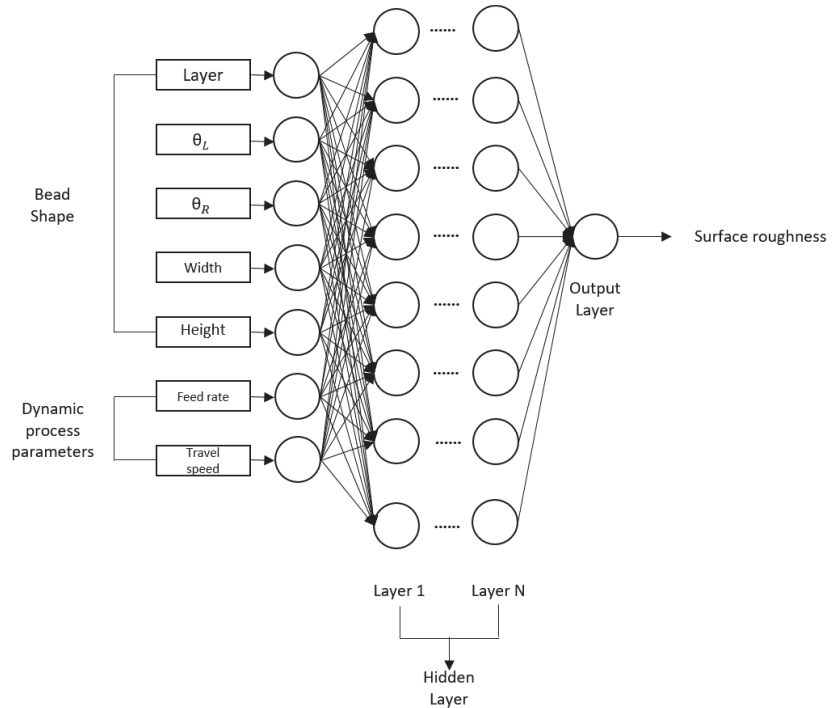 Layer
θL
θR
Width
Height
Feed rate
Travel
speed
Bead
Shape
Dynamic
process
parameters
......
......
......
......
......
......
......
......
Surface roughness
Output
Layer
Layer 1
Layer N
Hidden
Layer